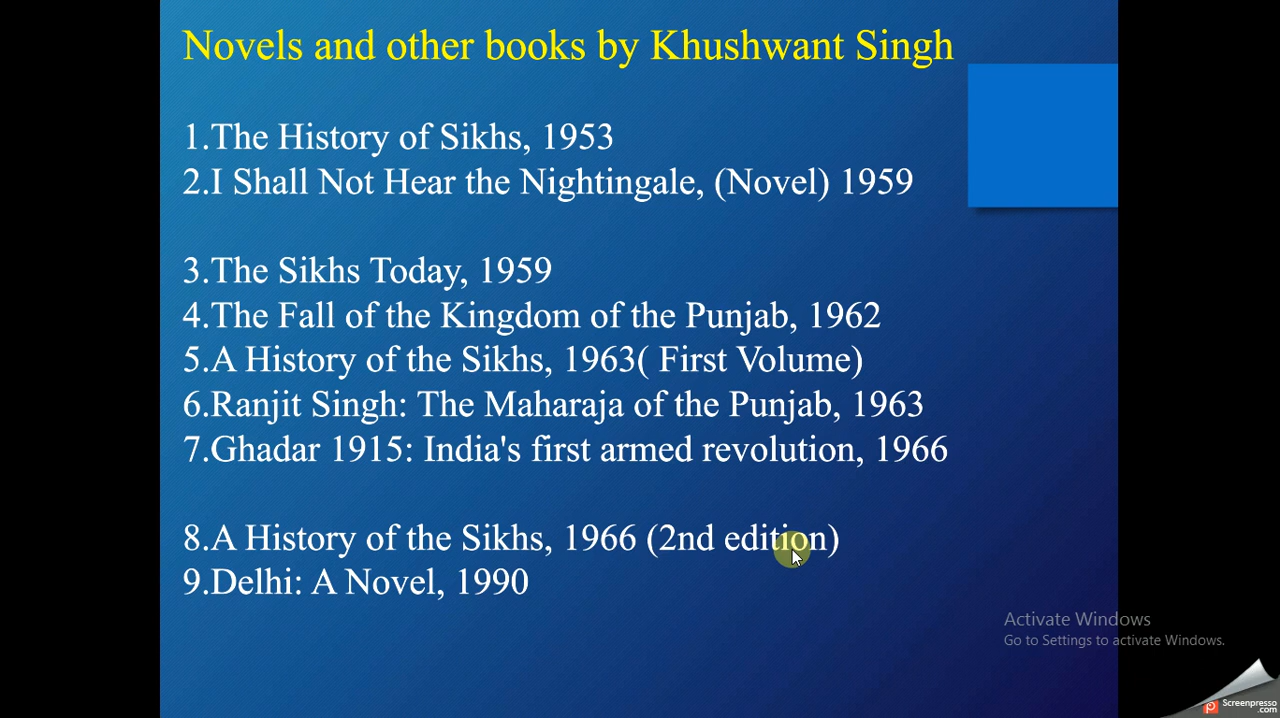 Novels and other books by Khushwant Singh
1.The History of Sikhs, 1953
2.I Shall Not Hear the Nightingale, (Novel) 1959
3.The Sikhs Today, 1959
4.The Fall of the Kingdom of the Punjab, 1962
5.A History of the Sikhs, 1963( First Volume)
6.Ranjit Singh: The Maharaja of the Punjab, 1963
7.Ghadar 1915: India's first armed revolution, 1966
8.A History of the Sikhs, 1966 (2nd edition)
9.Delhi: A Novel, 1990
Activate Windows
Go to Settings to activate Windows.
Screenpresso
.com